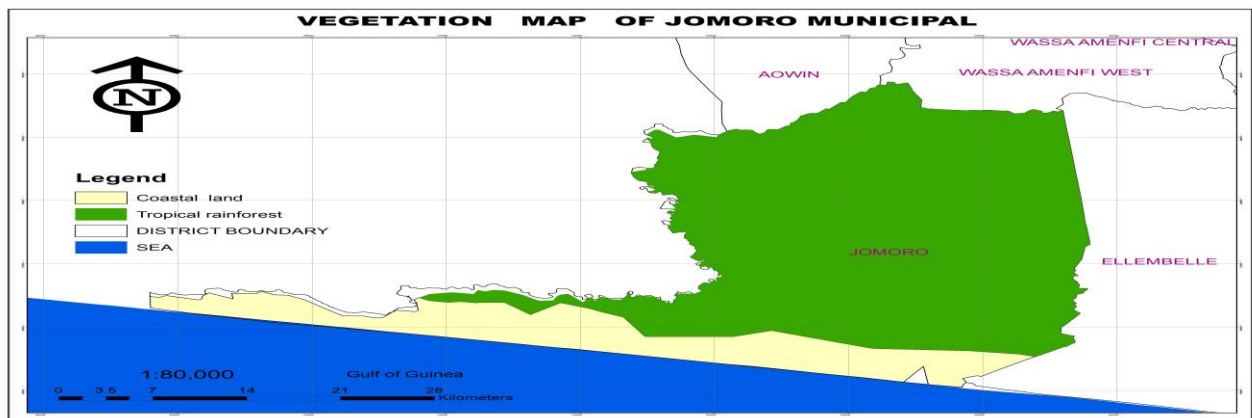 VEGETATION MAP OF JOMORO MUNICIPAL
WASSA AMENFI CENTRAL
AOWIN
WASSA AMENFI WEST
N
Legend
Coastal land
Tropical rainforest
DISTRICT BOUNDARY
SEA
JOMORO
ELLEMBELLE
1:80,000
Gulf of Guinea
0 3.5 7 14 21 28
Kilometers